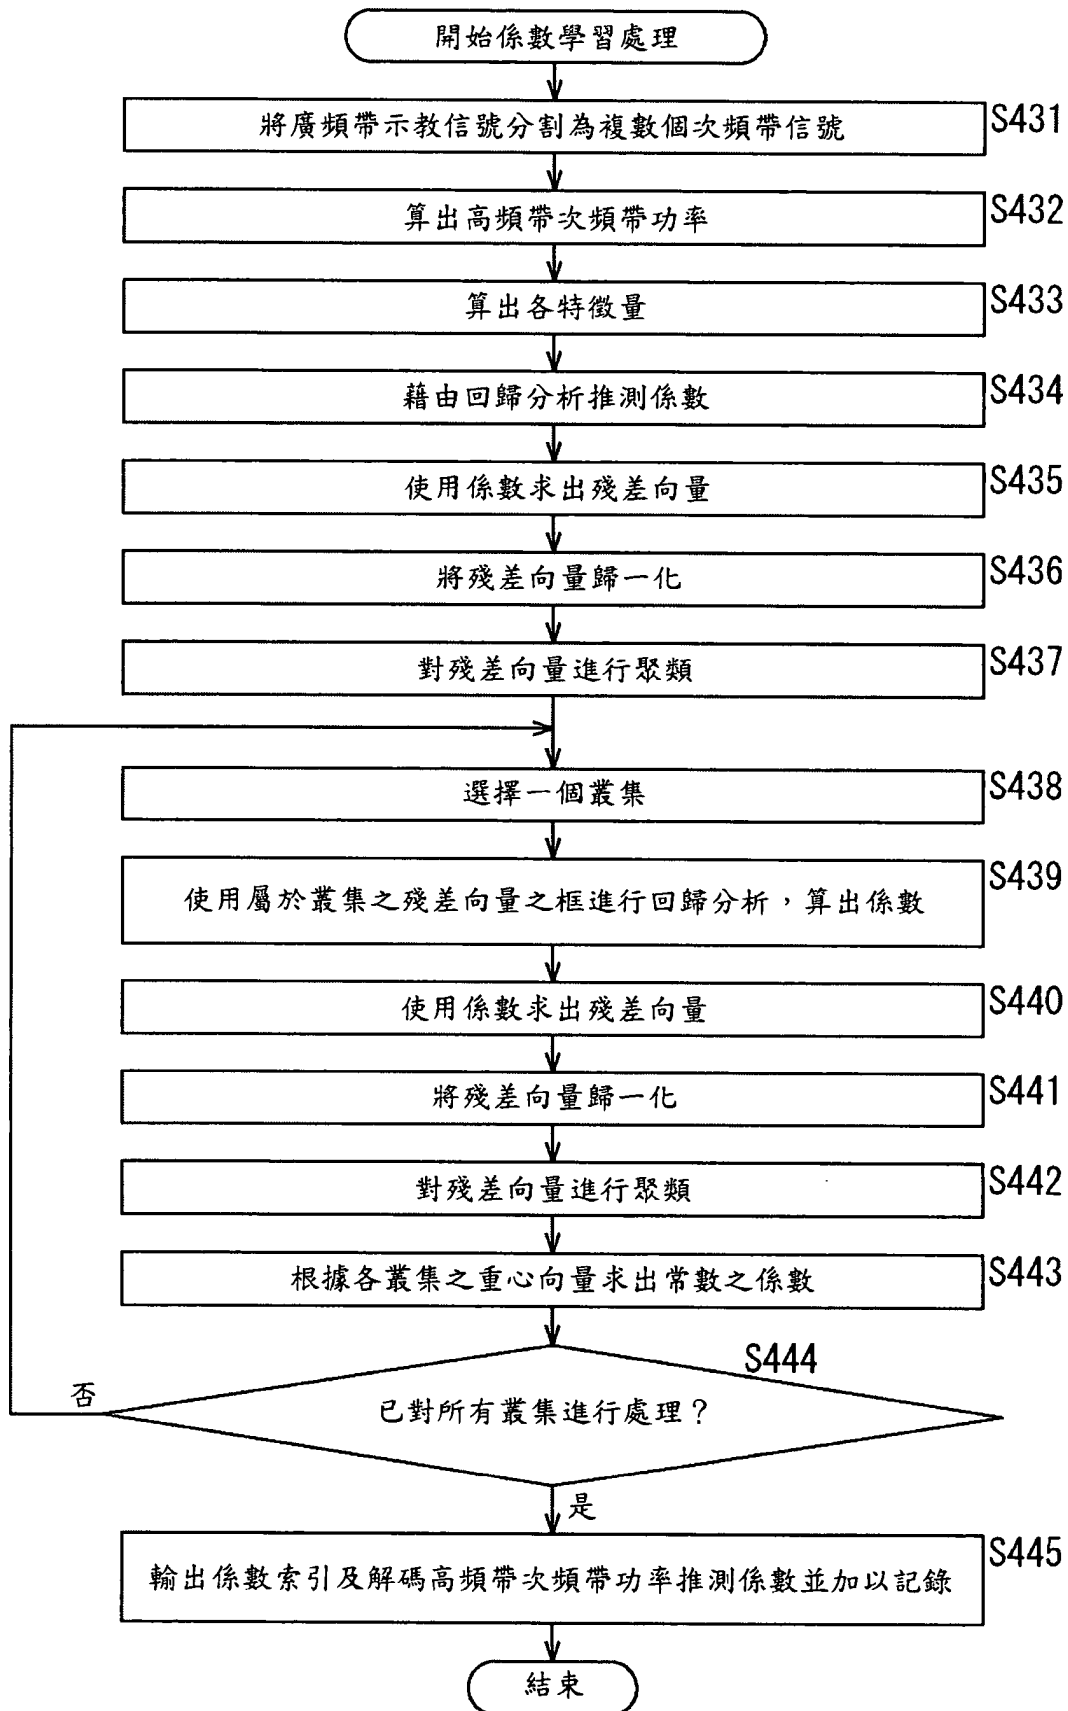 開始係數學習處理
將廣頻帶示教信號分割為複數個次頻帶信號
S431
算出高頻帶次頻帶功率
S432
算出各特徵量
S433
藉由回歸分析推測係數
S434
使用係數求出殘差向量
S435
將殘差向量歸一化
S436
對殘差向量進行聚類
S437
選擇一個叢集
S438
使用屬於叢集之殘差向量之框進行回歸分析，算出係數
S439
使用係數求出殘差向量
S440
將殘差向量歸一化
S441
對殘差向量進行聚類
S442
根據各叢集之重心向量求出常數之係數
S443
S444
否
已對所有叢集進行處理？
是
輸出係數索引及解碼高頻帶次頻帶功率推測係數並加以記錄
S445
結束